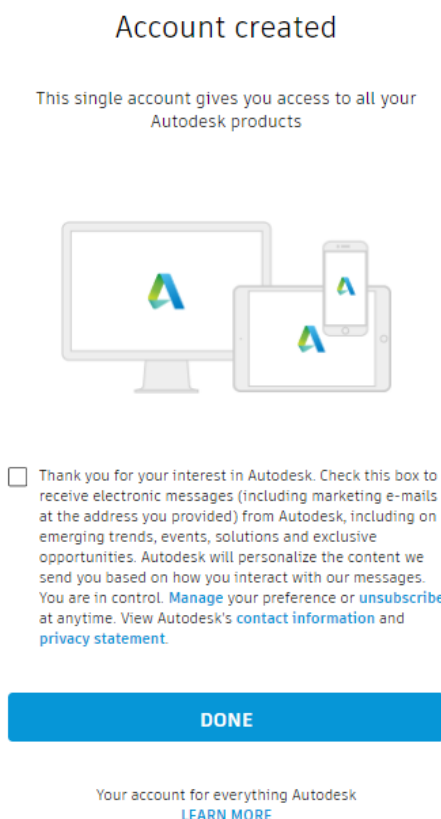 Account created
This single account gives you access to all your
Autodesk products
Thank you for your interest in Autodesk. Check this box to
receive electronic messages (including marketing e-mails
at the address you provided) from Autodesk, including on
emerging trends, events, solutions and exclusive
opportunities. Autodesk will personalize the content we
send you based on how you interact with our messages.
You are in control. Manage your preference or unsubscribe
at anytime. View Autodesk's contact information and
privacy statement.
DONE
Your account for everything Autodesk
LEARN MORE